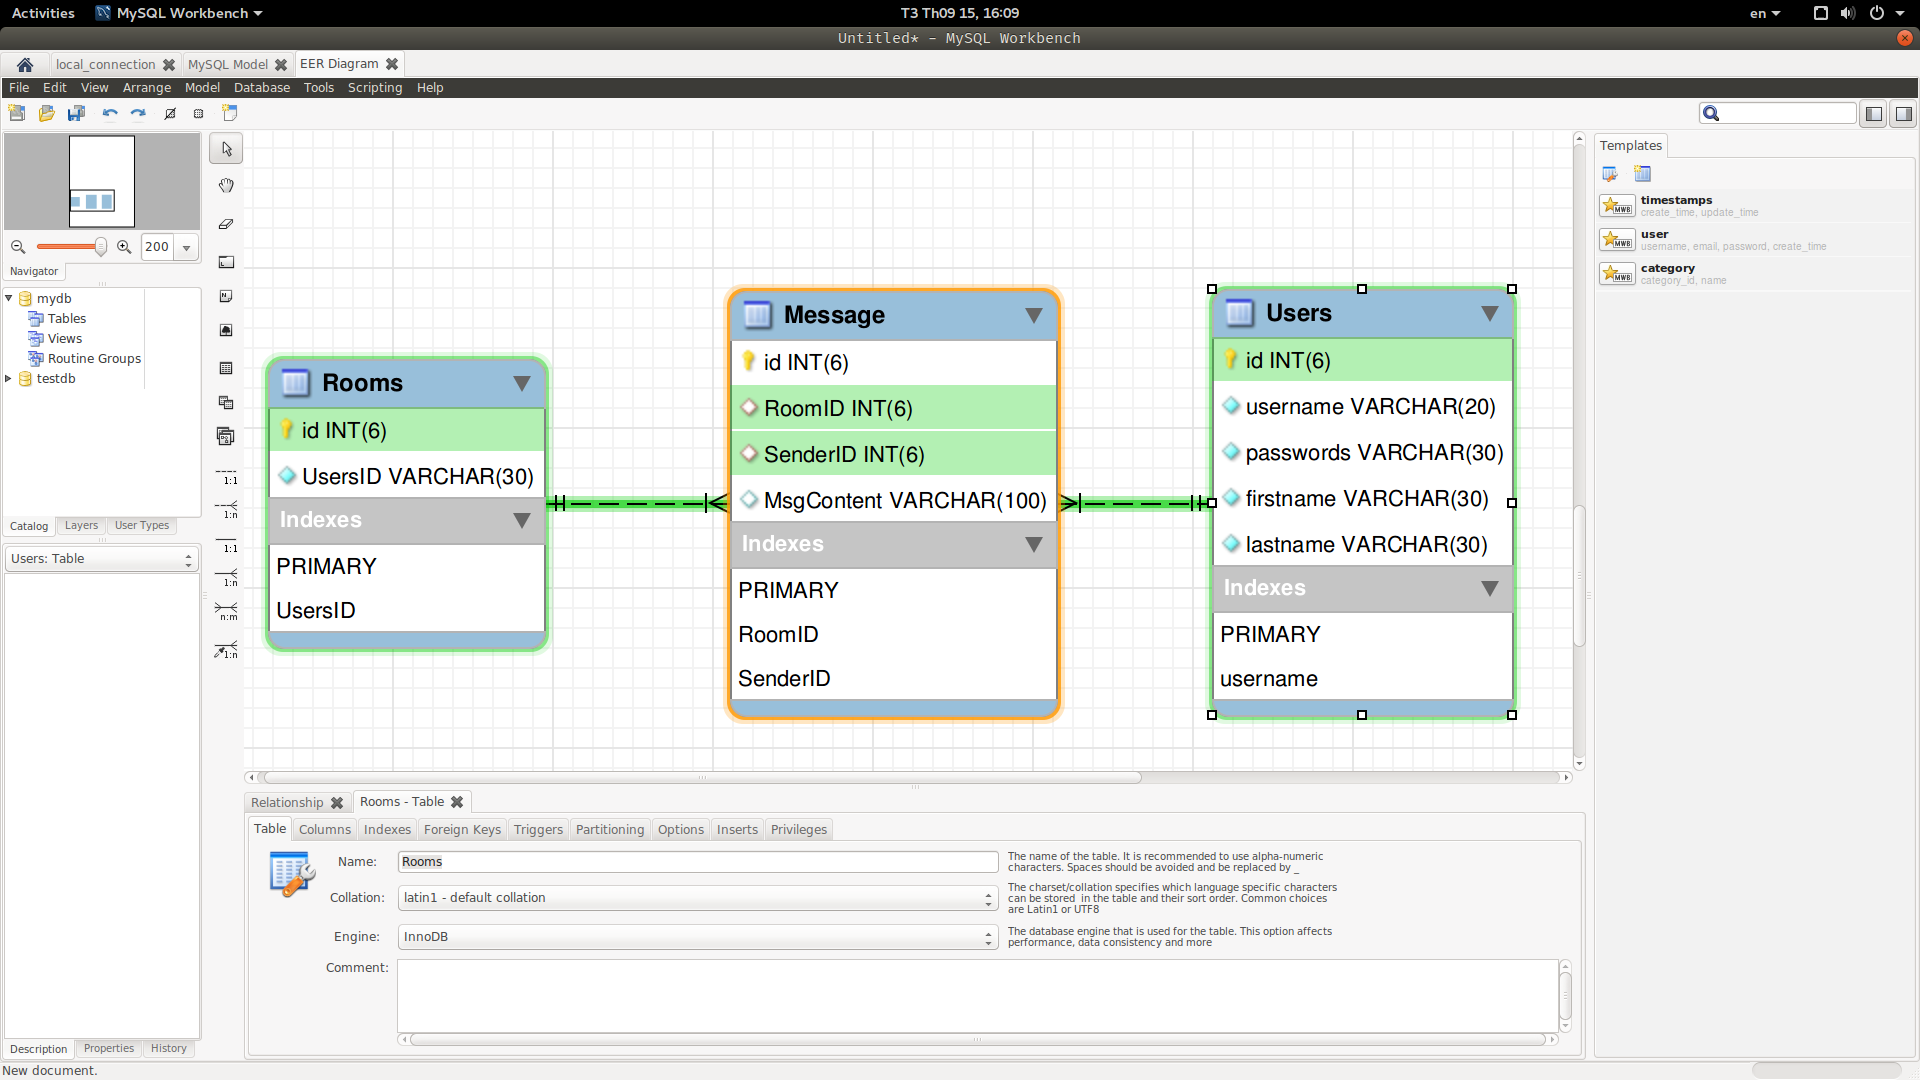 Activities MySQL Workbench T3 Th09 15, 16:09 en
Untitled* - MySQL Workbench
local_connection MySQL Model EER Diagram
File Edit View Arrange Model Database Tools Scripting Help
200
Navigator
mydb
Tables
Views
Routine Groups
testdb
Catalog Layers User Types
Users: Table
Description Properties History
1:1
1:n
1:1
1:n
n:m
1:n
Rooms
id INT(6)
UsersID VARCHAR(30)
Indexes
PRIMARY
UsersID
Message
id INT(6)
RoomID INT(6)
SenderID INT(6)
MsgContent VARCHAR(100)
Indexes
PRIMARY
RoomID
SenderID
Users
id INT(6)
username VARCHAR(20)
passwords VARCHAR(30)
firstname VARCHAR(30)
lastname VARCHAR(30)
Indexes
PRIMARY
username
Templates
MWB
timestamps
create_time, update_time
MWB
user
username, email, password, create_time
MWB
category
category_id, name
Relationship Rooms - Table
Table Columns Indexes Foreign Keys Triggers Partitioning Options Inserts Privileges
Name: Rooms
The name of the table. It is recommended to use alpha-numeric
characters. Spaces should be avoided and be replaced by _
Collation: latin1 - default collation
The charset/collation specifies which language specific characters
can be stored in the table and their sort order. Common choices
are Latin1 or UTF8
Engine: InnoDB
The database engine that is used for the table. This option affects
performance, data consistency and more
Comment:
New document.